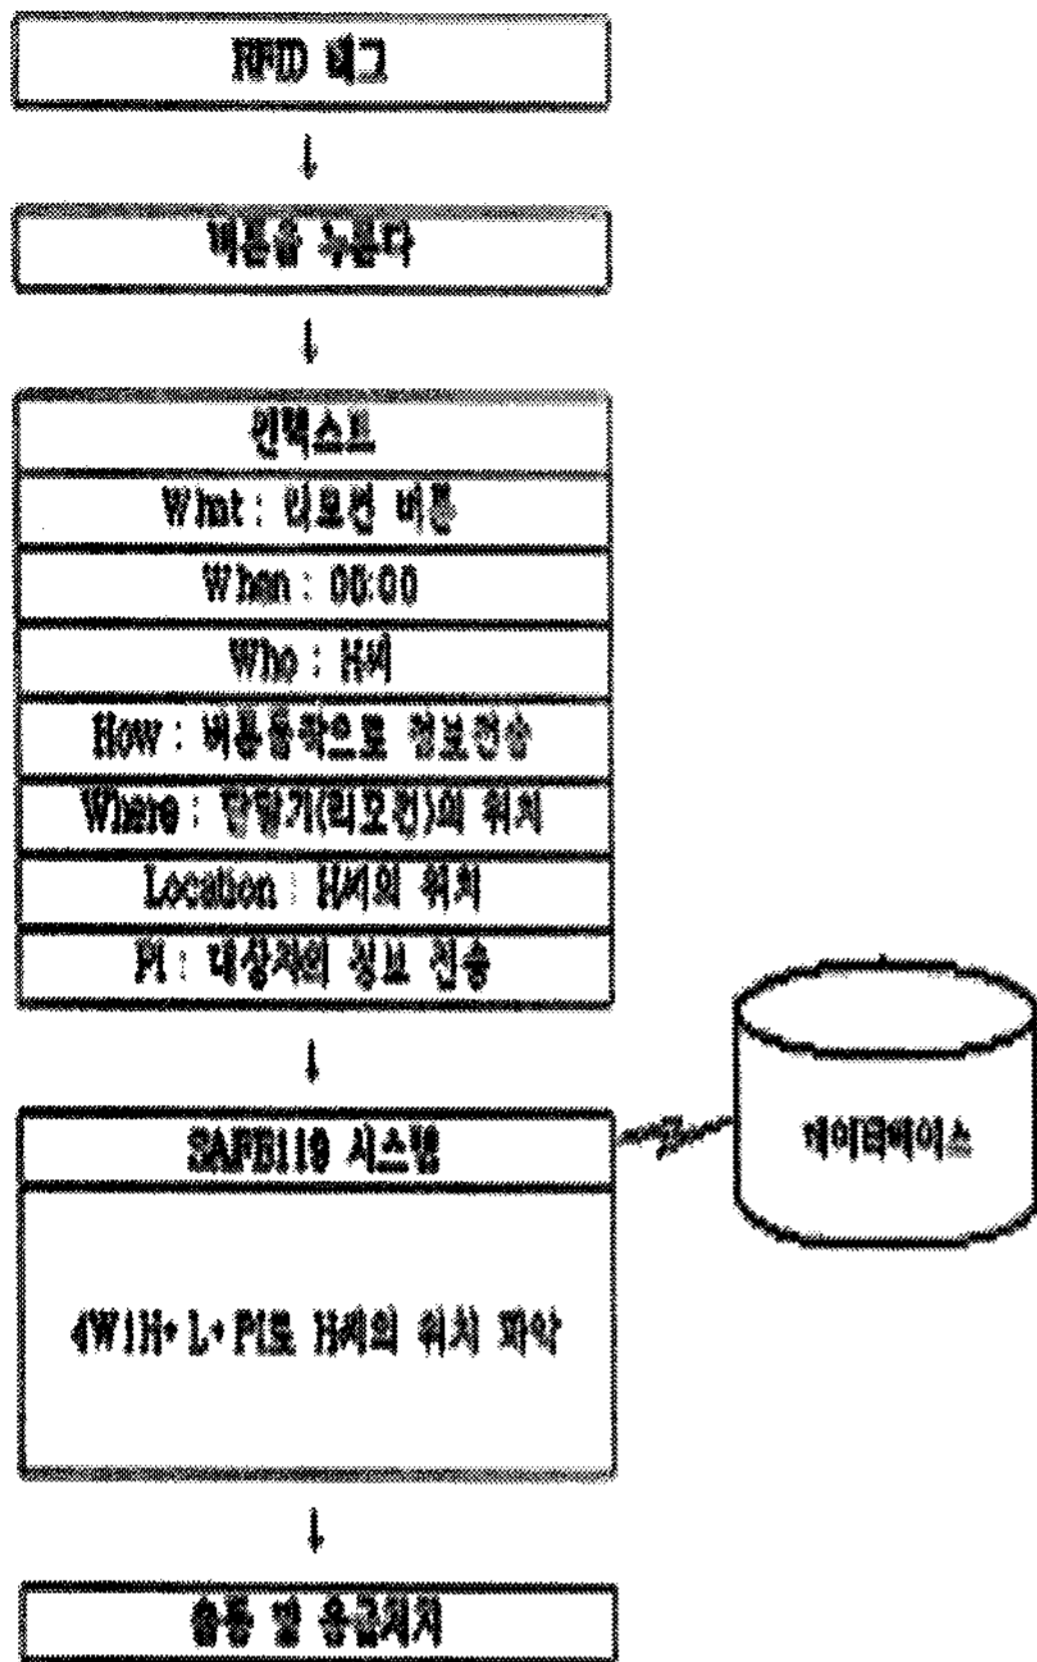 RFID 태그
버튼을 누른다
컨텍스트
What : 리모컨 버튼
When : 00:00
Who : H씨
How : 버튼동작으로 정보전송
Where : 단말기(리모컨)의 위치
Location : H씨의 위치
PI : 대상자의 정보 전송
SAFE119 시스템
데이터베이스
4W1H+ L+ PI로 H씨의 위치 파악
출동 및 응급처치